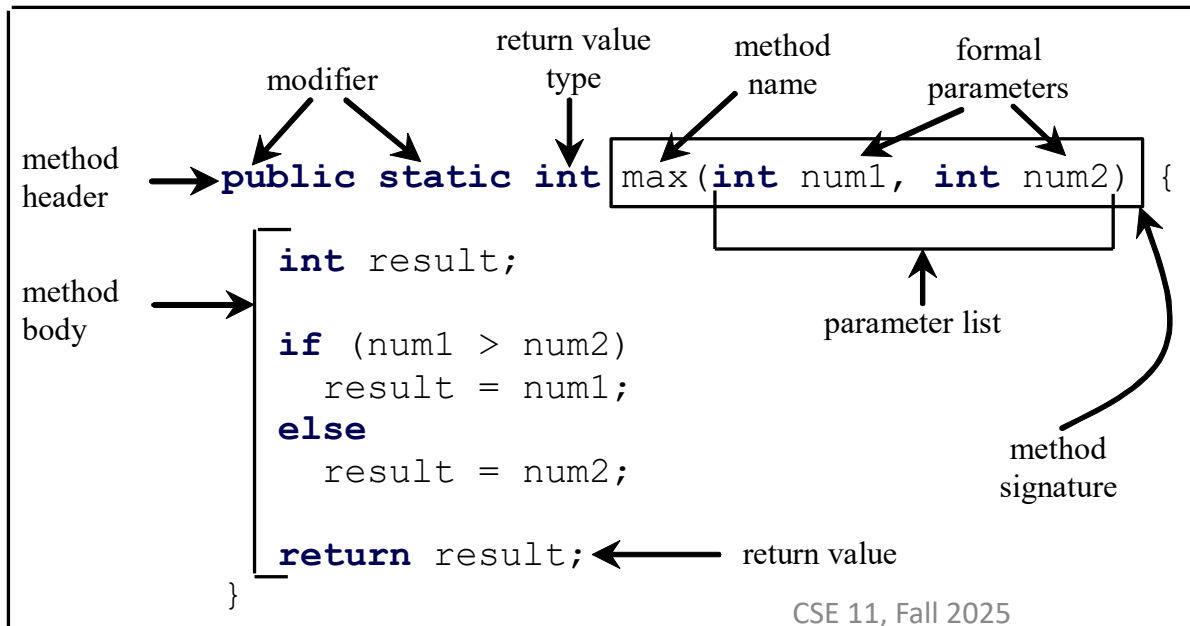 return value
type
method
name
formal
parameters
modifier
method
header
public static int max(int num1, int num2) {
method
body
int result;
parameter list
if (num1 > num2)
result = num1;
else
result = num2;
method
signature
return result;
return value
}
CSE 11, Fall 2025